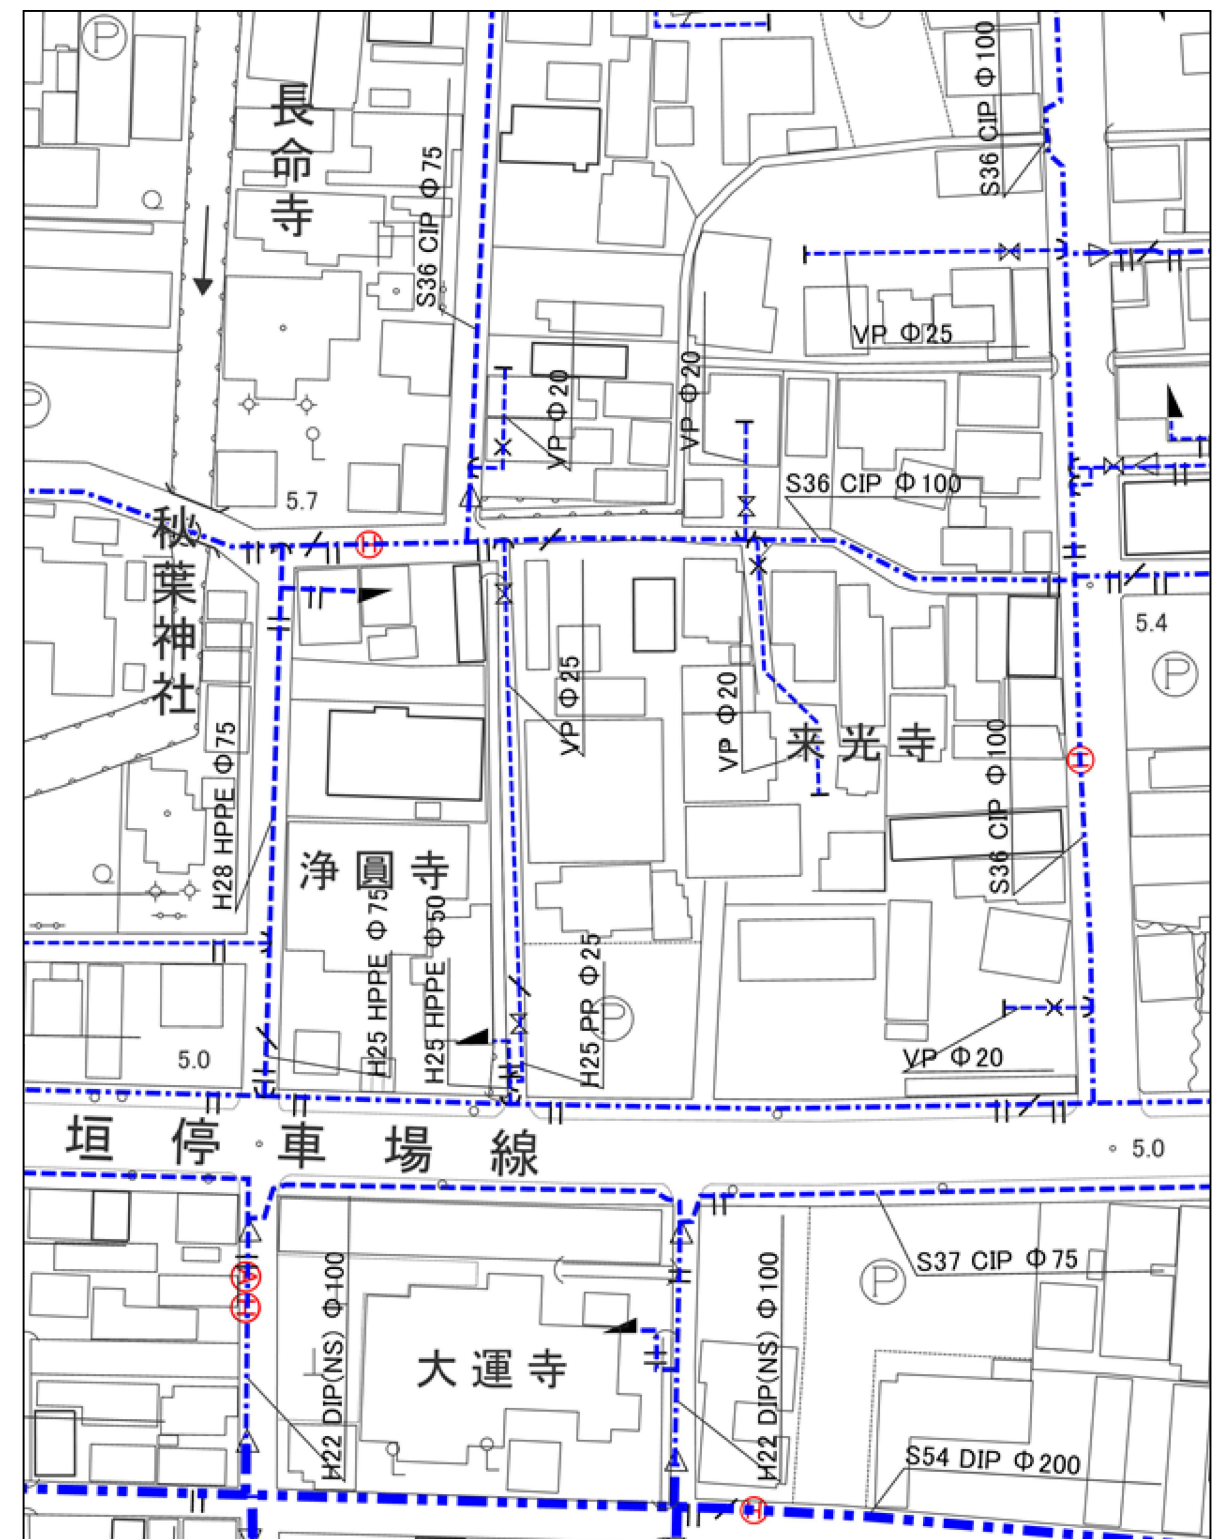 P
P
長命寺
S36 CIP Φ100
S36 CIP Φ75
VP Φ25
VP Φ20
VP Φ20
P
S36 CIP Φ100
5.7
秋葉神社
H
5.4
P
VP Φ25
VP Φ20
来光寺
S36 CIP Φ100
H
H28 HPPE Φ75
浄圓寺
H25 HPPE Φ75
H25 HPPE Φ50
H25 PP Φ25
P
5.0
VP Φ20
垣停車場線
5.0
H
H22 DIP(NS) Φ100
大運寺
H22 DIP(NS) Φ100
S37 CIP Φ75
P
S54 DIP Φ200
H